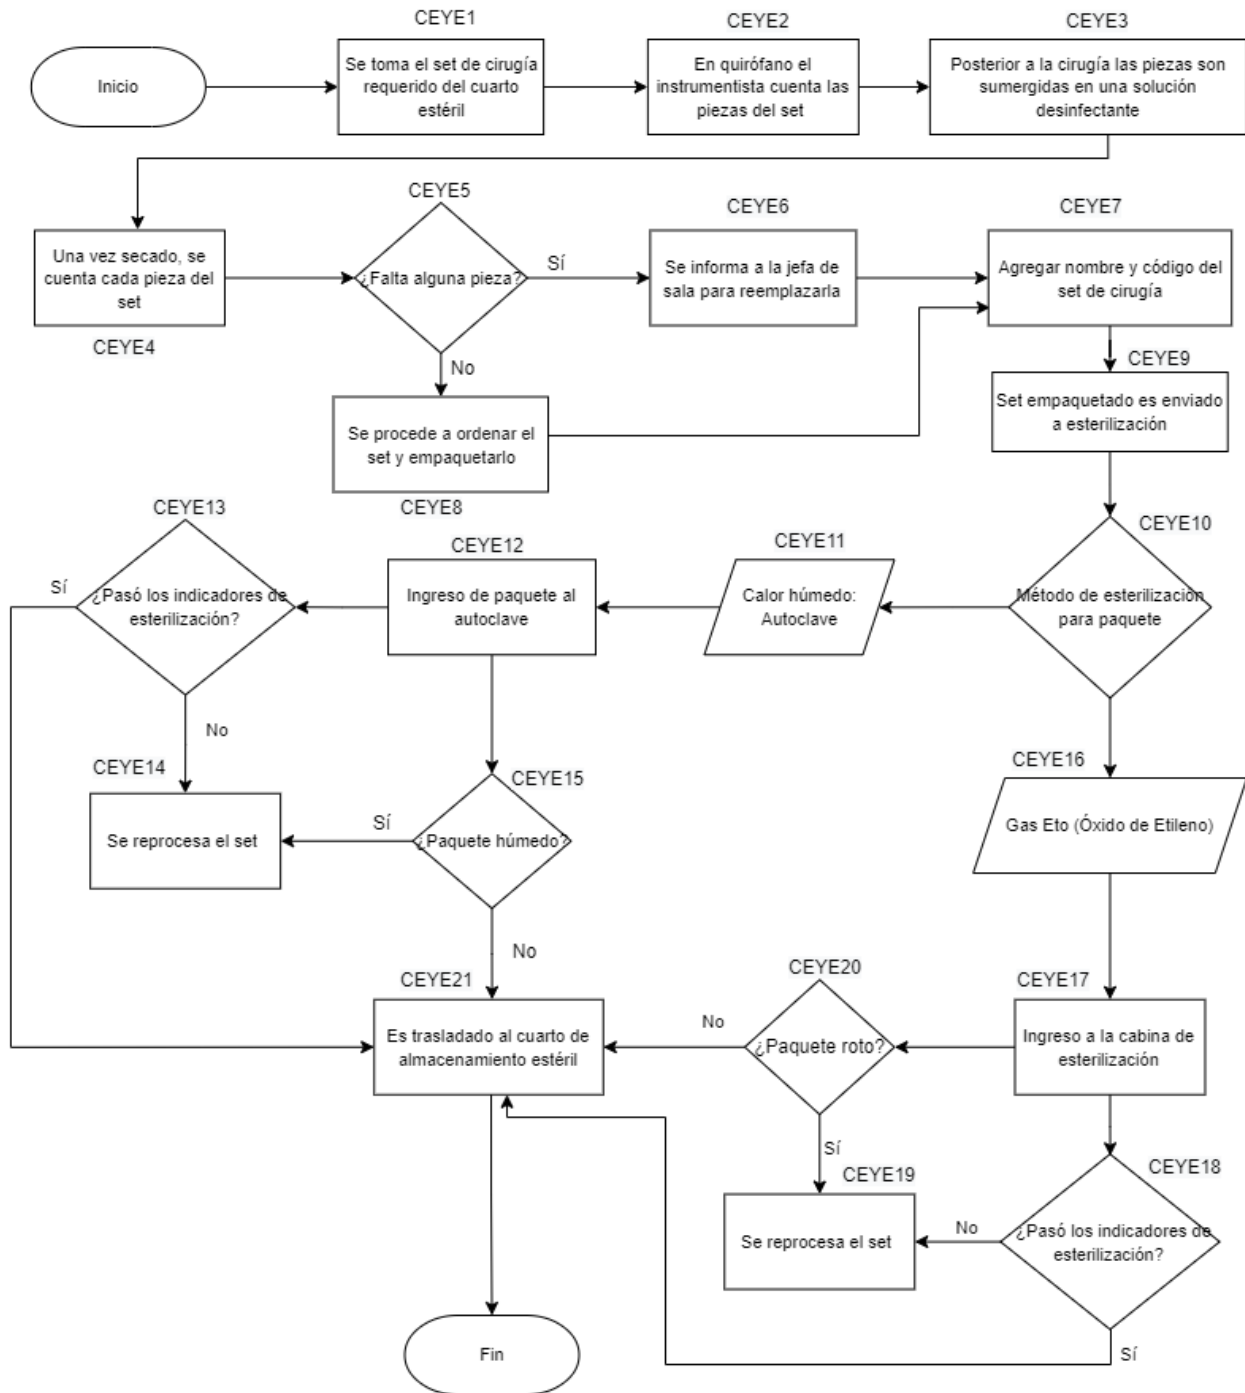 CEYE1
CEYE2
CEYE3
Inicio
Se toma el set de cirugía
requerido del cuarto
estéril
En quirófano el
instrumentista cuenta las
piezas del set
Posterior a la cirugía las piezas son
sumergidas en una solución
desinfectante
CEYE5
CEYE6
CEYE7
Una vez secado, se
cuenta cada pieza del
set
CEYE4
¿Falta alguna pieza?
Sí
No
Se informa a la jefa de
sala para reemplazarla
Agregar nombre y código del
set de cirugía
CEYE9
Set empaquetado es enviado
a esterilización
Se procede a ordenar el
set y empaquetarlo
CEYE8
CEYE13
CEYE12
CEYE11
CEYE10
Sí
¿Pasó los indicadores de
esterilización?
No
Ingreso de paquete al
autoclave
Calor húmedo:
Autoclave
Método de esterilización
para paquete
CEYE14
Se reprocesa el set
CEYE15
Sí
¿Paquete húmedo?
No
CEYE16
Gas Eto (Óxido de Etileno)
CEYE21
Es trasladado al cuarto de
almacenamiento estéril
CEYE20
No
¿Paquete roto?
Sí
CEYE17
Ingreso a la cabina de
esterilización
CEYE19
Se reprocesa el set
CEYE18
No
¿Pasó los indicadores de
esterilización?
Sí
Fin